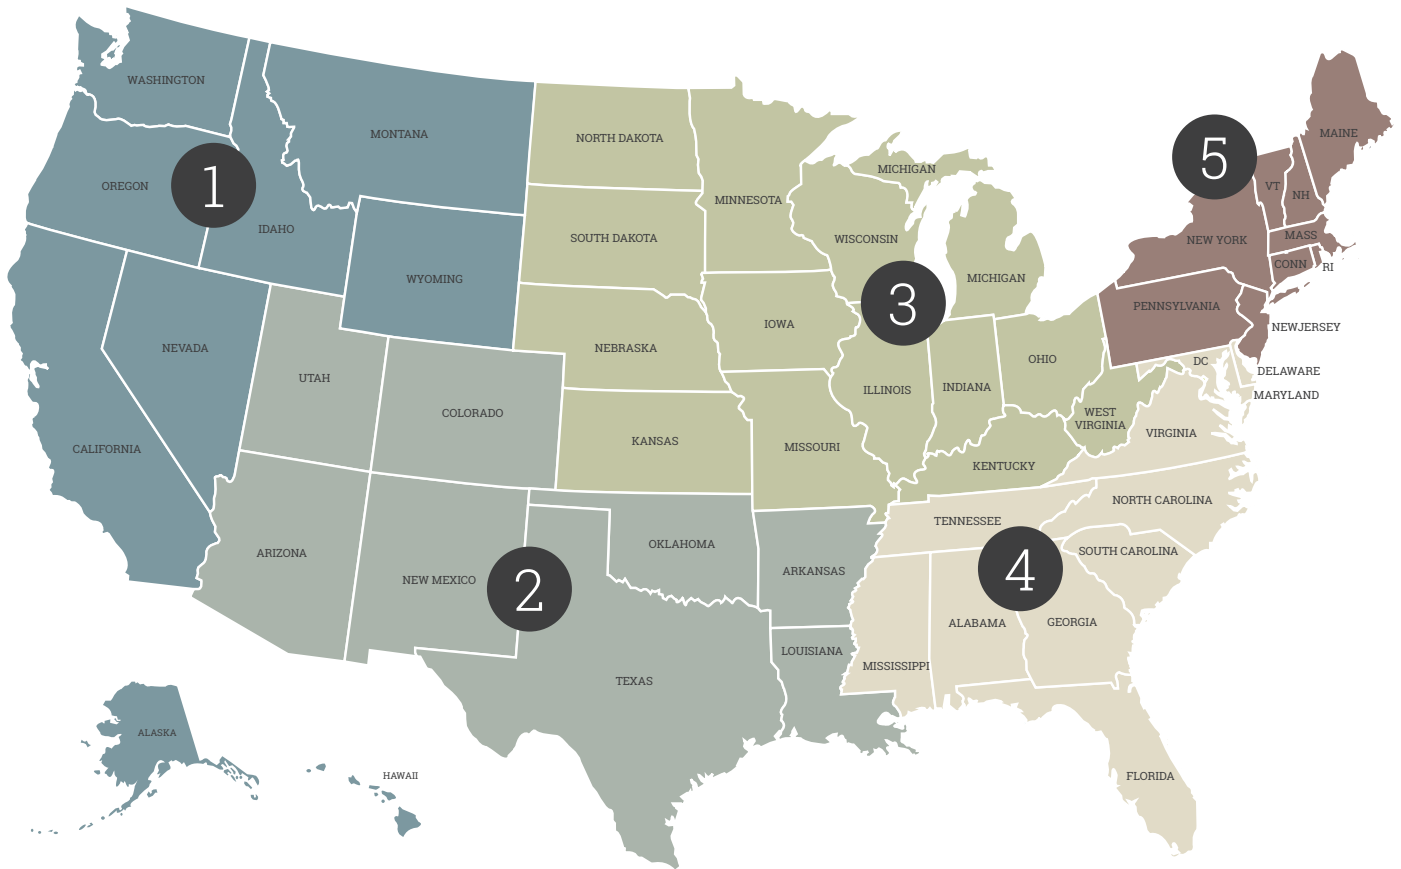 WASHINGTON
MONTANA
NORTH DAKOTA
MINNESOTA
MICHIGAN
MAINE
OREGON
1
IDAHO
5
VT
NH
SOUTH DAKOTA
WISCONSIN
NEW YORK
MASS
CONN
RI
WYOMING
MICHIGAN
3
PENNSYLVANIA
NEWJERSEY
NEVADA
NEBRASKA
IOWA
OHIO
DC
DELAWARE
MARYLAND
UTAH
COLORADO
ILLINOIS
INDIANA
WEST
VIRGINIA
VIRGINIA
CALIFORNIA
KANSAS
MISSOURI
KENTUCKY
NORTH CAROLINA
TENNESSEE
SOUTH CAROLINA
ARIZONA
NEW MEXICO
2
OKLAHOMA
ARKANSAS
4
ALABAMA
GEORGIA
MISSISSIPPI
LOUISIANA
TEXAS
FLORIDA
ALASKA
HAWAII